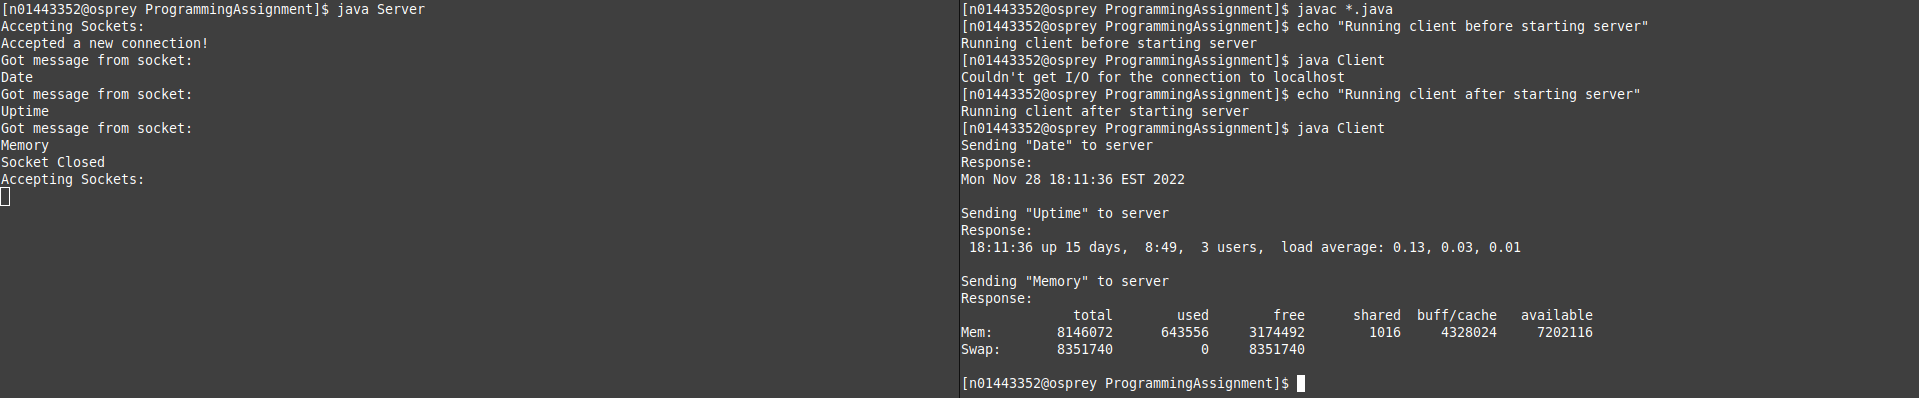 [n01443352@osprey ProgrammingAssignment]$ java Server
Accepting Sockets:
Accepted a new connection!
Got message from socket:
Date
Got message from socket:
Uptime
Got message from socket:
Memory
Socket Closed
Accepting Sockets:
[n01443352@osprey ProgrammingAssignment]$ javac *.java
[n01443352@osprey ProgrammingAssignment]$ echo "Running client before starting server"
Running client before starting server
[n01443352@osprey ProgrammingAssignment]$ java Client
Couldn't get I/O for the connection to localhost
[n01443352@osprey ProgrammingAssignment]$ echo "Running client after starting server"
Running client after starting server
[n01443352@osprey ProgrammingAssignment]$ java Client
Sending "Date" to server
Response:
Mon Nov 28 18:11:36 EST 2022
Sending "Uptime" to server
Response:
 18:11:36 up 15 days,  8:49,  3 users,  load average: 0.13, 0.03, 0.01
Sending "Memory" to server
Response:
              total        used        free      shared  buff/cache   available
Mem:        8146072      643556     3174492        1016     4328024     7202116
Swap:       8351740           0     8351740
[n01443352@osprey ProgrammingAssignment]$